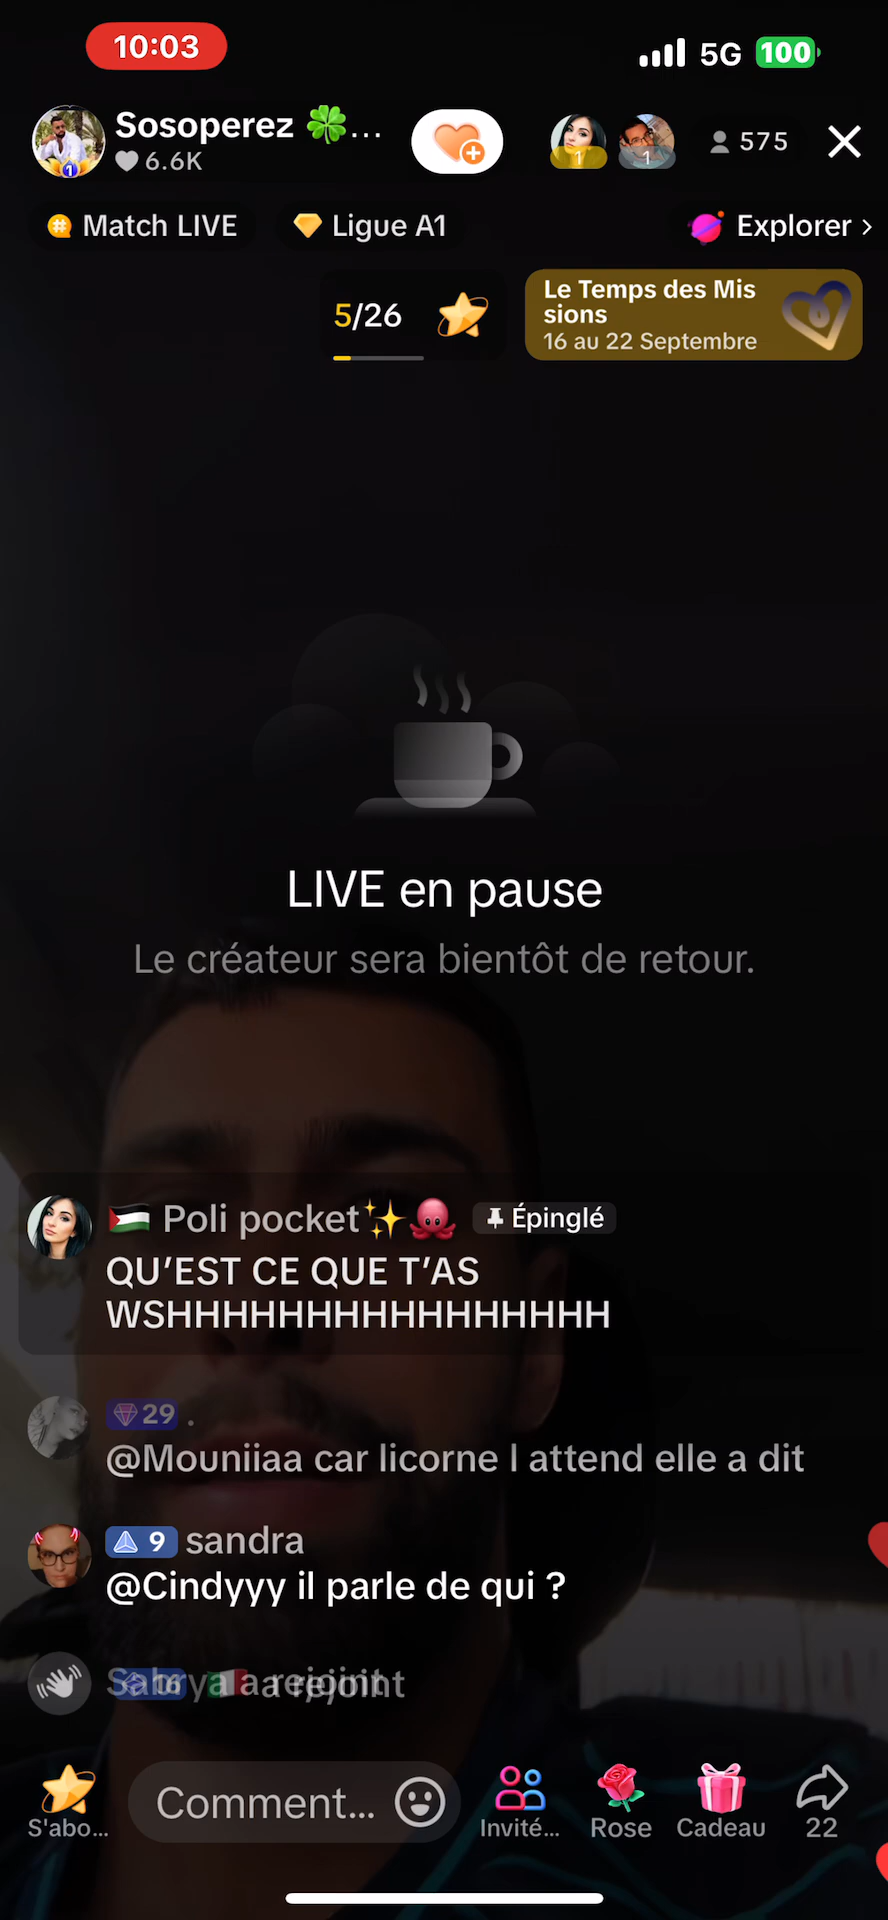 10:03
5G 100
Sosoperez 🍀...
6.6K
1
1
1
575
Match LIVE
Ligue A1
Explorer >
5/26
Le Temps des Mis
sions
16 au 22 Septembre
LIVE en pause
Le créateur sera bientôt de retour.
🇵🇸 Poli pocket✨🐙 Épinglé
QU’EST CE QUE T’AS
WSHHHHHHHHHHHHHHHH
29 .
@Mouniiaa car licorne l attend elle a dit
9 sandra
@Cindyyy il parle de qui ?
16 a rejoint
Comment...
S'abo...
Invité...
Rose
Cadeau
22